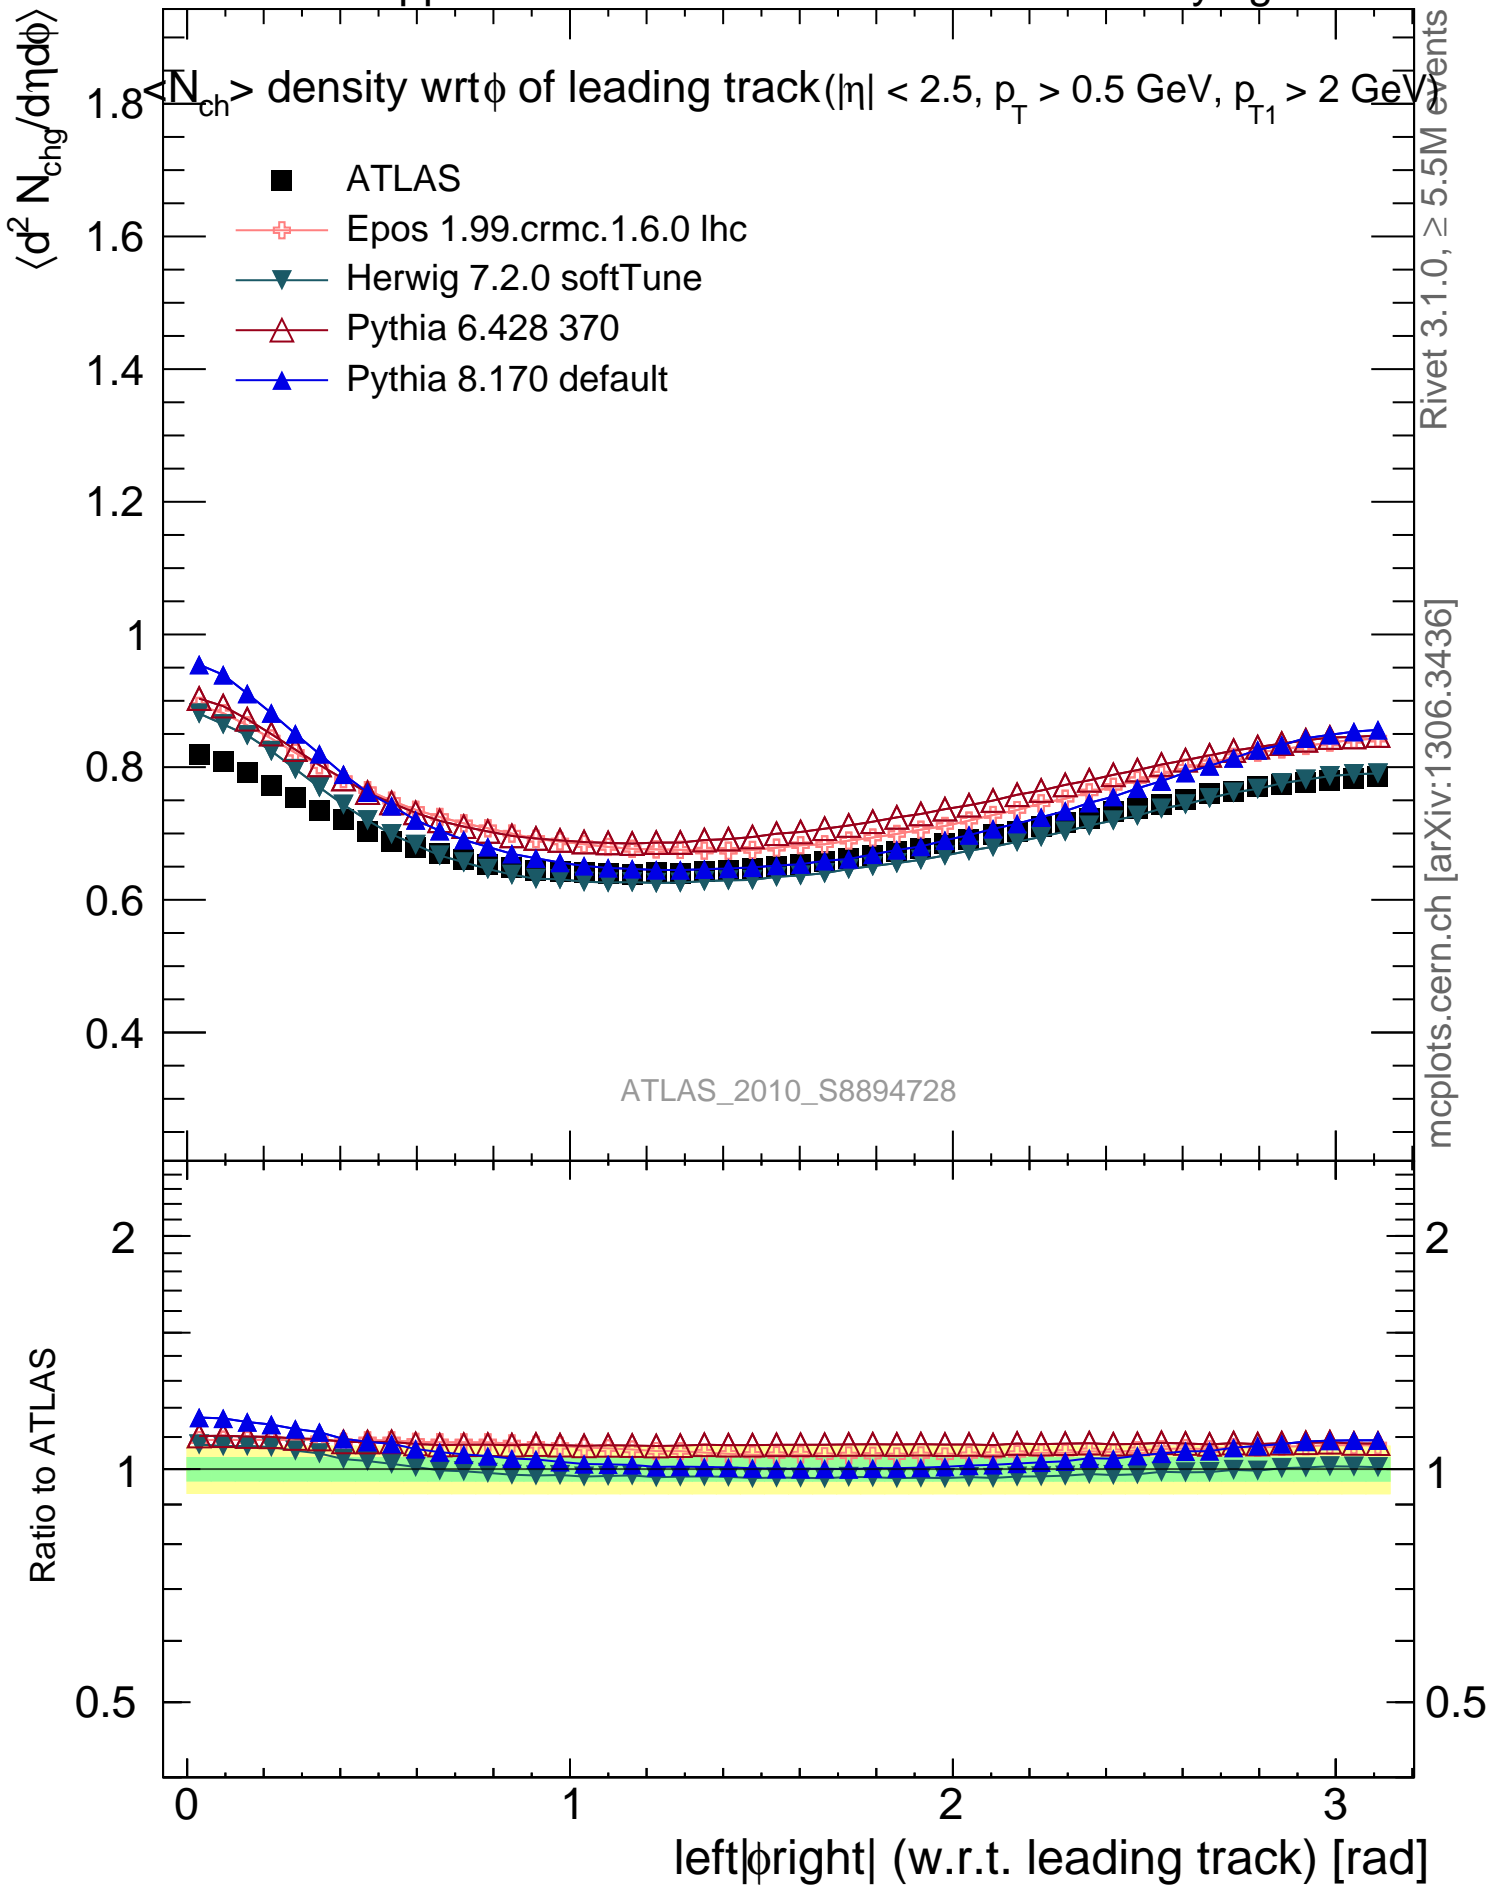 <N_ch> density wrt ϕ of leading track (|η| < 2.5, p_T > 0.5 GeV, p_T1 > 2 GeV)
⟨d² N_chg/dηdϕ⟩
ATLAS
Epos 1.99.crmc.1.6.0 lhc
Herwig 7.2.0 softTune
Pythia 6.428 370
Pythia 8.170 default
1.8
1.6
1.4
1.2
1
0.8
0.6
0.4
ATLAS_2010_S8894728
Rivet 3.1.0, ≥ 5.5M events
mcplots.cern.ch [arXiv:1306.3436]
Ratio to ATLAS
2
1
0.5
2
1
0.5
0
1
2
3
left|ϕright| (w.r.t. leading track) [rad]